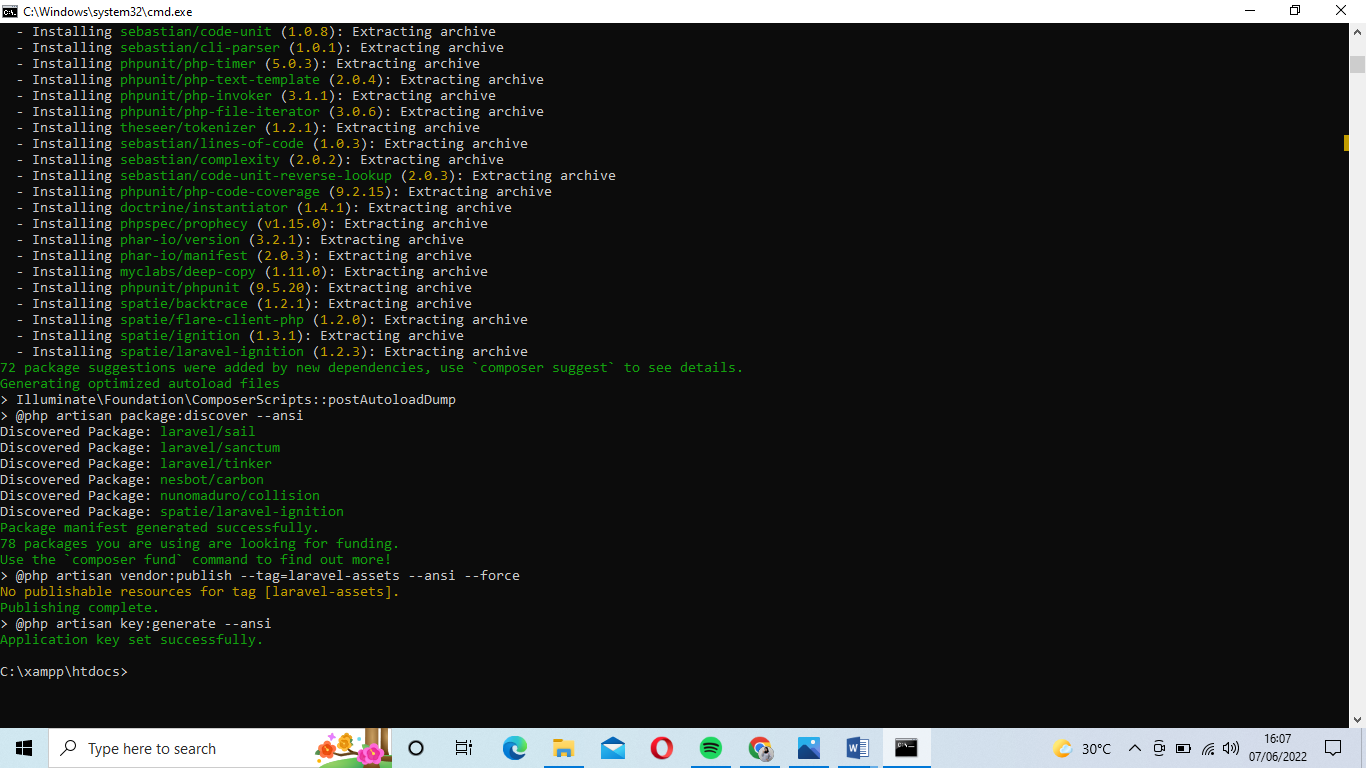 C:\Windows\system32\cmd.exe
- Installing sebastian/code-unit (1.0.8): Extracting archive
- Installing sebastian/cli-parser (1.0.1): Extracting archive
- Installing phpunit/php-timer (5.0.3): Extracting archive
- Installing phpunit/php-text-template (2.0.4): Extracting archive
- Installing phpunit/php-invoker (3.1.1): Extracting archive
- Installing phpunit/php-file-iterator (3.0.6): Extracting archive
- Installing theseer/tokenizer (1.2.1): Extracting archive
- Installing sebastian/lines-of-code (1.0.3): Extracting archive
- Installing sebastian/complexity (2.0.2): Extracting archive
- Installing sebastian/code-unit-reverse-lookup (2.0.3): Extracting archive
- Installing phpunit/php-code-coverage (9.2.15): Extracting archive
- Installing doctrine/instantiator (1.4.1): Extracting archive
- Installing phpspec/prophecy (v1.15.0): Extracting archive
- Installing phar-io/version (3.2.1): Extracting archive
- Installing phar-io/manifest (2.0.3): Extracting archive
- Installing myclabs/deep-copy (1.11.0): Extracting archive
- Installing phpunit/phpunit (9.5.20): Extracting archive
- Installing spatie/backtrace (1.2.1): Extracting archive
- Installing spatie/flare-client-php (1.2.0): Extracting archive
- Installing spatie/ignition (1.3.1): Extracting archive
- Installing spatie/laravel-ignition (1.2.3): Extracting archive
72 package suggestions were added by new dependencies, use `composer suggest` to see details.
Generating optimized autoload files
> Illuminate\Foundation\ComposerScripts::postAutoloadDump
> @php artisan package:discover --ansi
Discovered Package: laravel/sail
Discovered Package: laravel/sanctum
Discovered Package: laravel/tinker
Discovered Package: nesbot/carbon
Discovered Package: nunomaduro/collision
Discovered Package: spatie/laravel-ignition
Package manifest generated successfully.
78 packages you are using are looking for funding.
Use the `composer fund` command to find out more!
> @php artisan vendor:publish --tag=laravel-assets --ansi --force
No publishable resources for tag [laravel-assets].
Publishing complete.
> @php artisan key:generate --ansi
Application key set successfully.
C:\xampp\htdocs>
Type here to search
30°C
16:07
07/06/2022